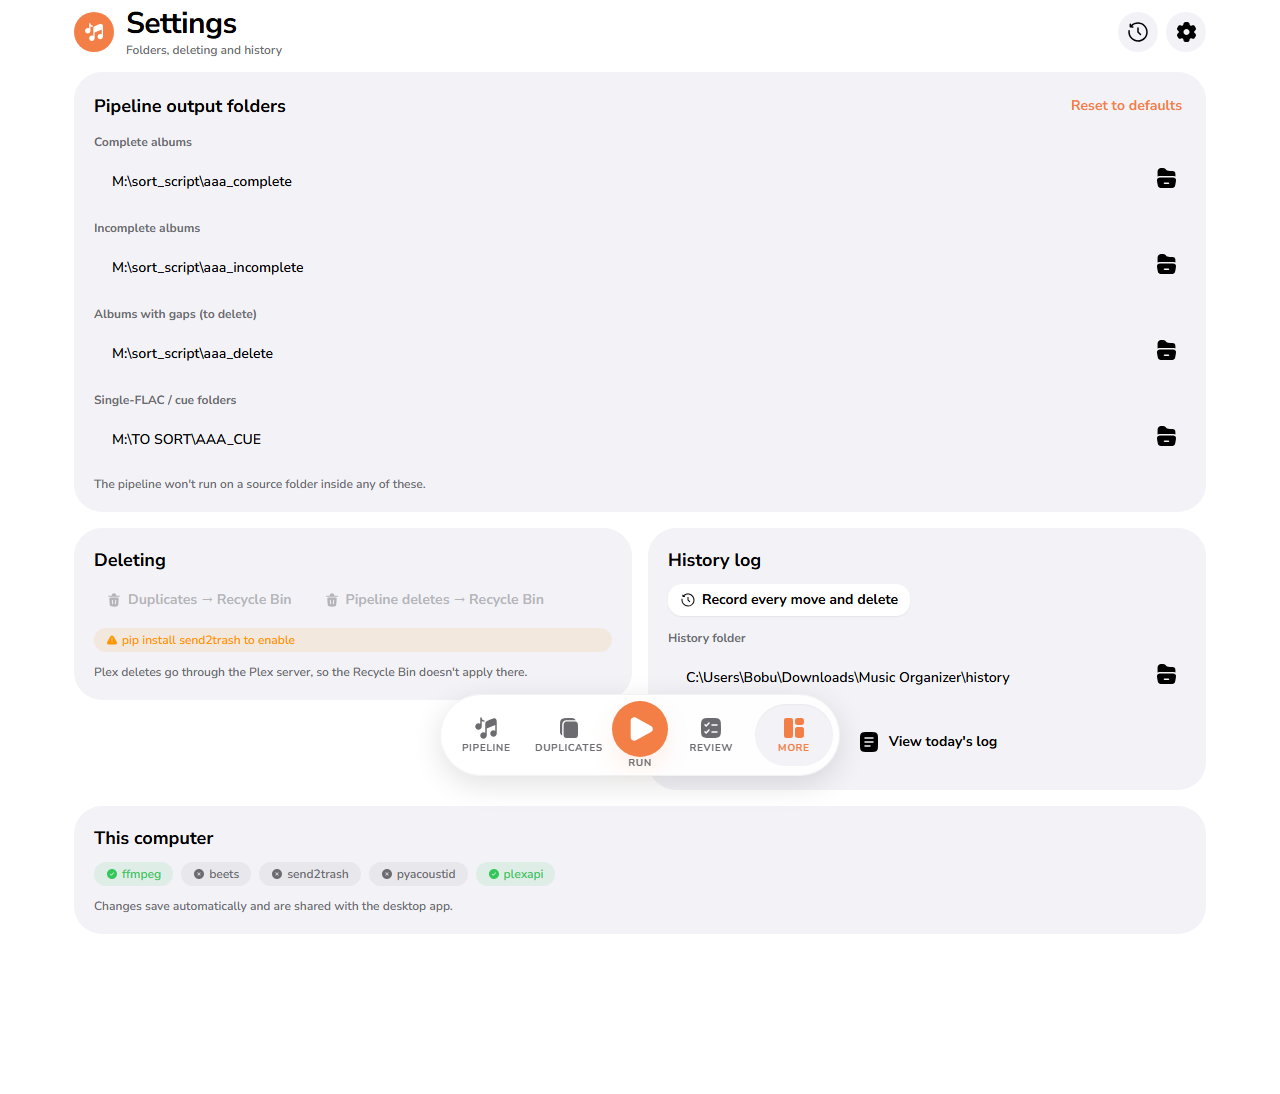 Settings
Folders, deleting and history
Pipeline output folders
Reset to defaults
Complete albums
M:\sort_script\aaa_complete
Incomplete albums
M:\sort_script\aaa_incomplete
Albums with gaps (to delete)
M:\sort_script\aaa_delete
Single-FLAC / cue folders
M:\TO SORT\AAA_CUE
The pipeline won't run on a source folder inside any of these.
Deleting
Duplicates → Recycle Bin
Pipeline deletes → Recycle Bin
pip install send2trash to enable
Plex deletes go through the Plex server, so the Recycle Bin doesn't apply there.
History log
Record every move and delete
History folder
C:\Users\Bobu\Downloads\Music Organizer\history
View today's log
PIPELINE
DUPLICATES
RUN
REVIEW
MORE
This computer
ffmpeg
beets
send2trash
pyacoustid
plexapi
Changes save automatically and are shared with the desktop app.